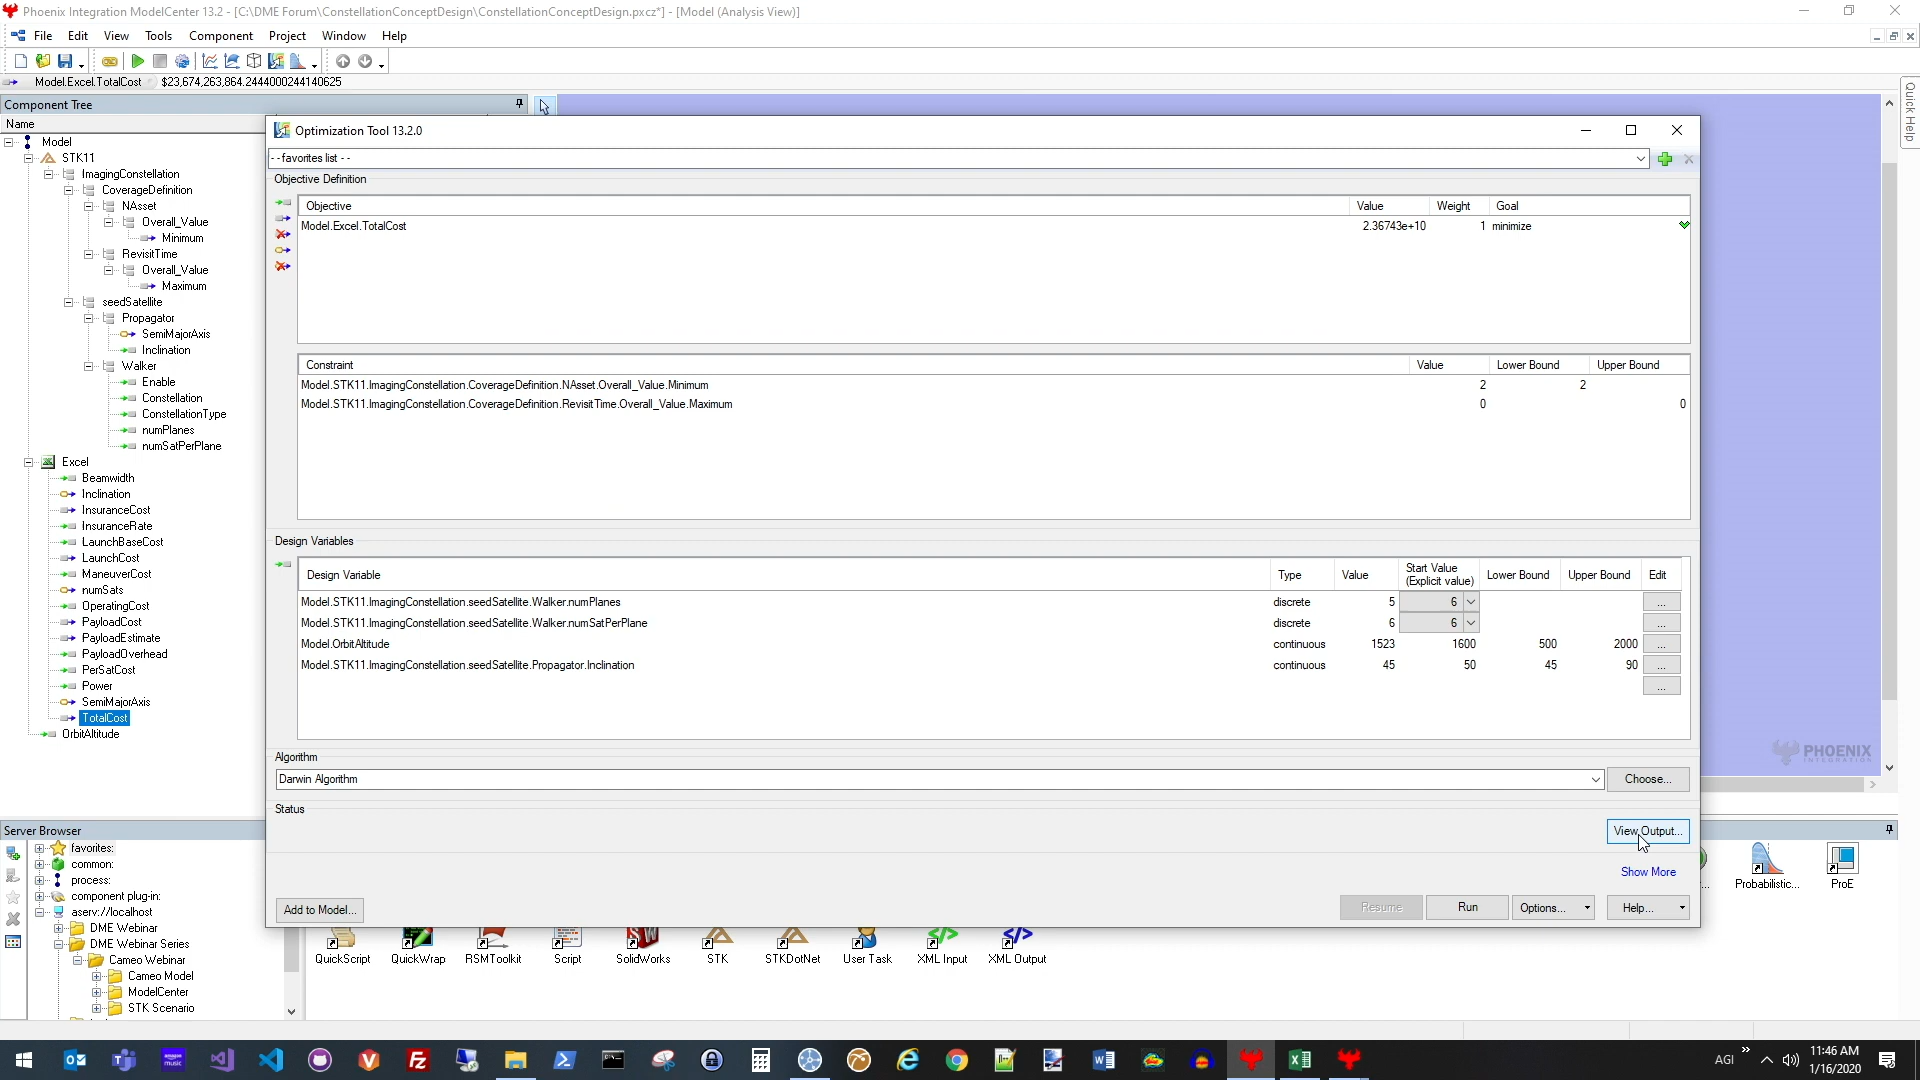 Phoenix Integration ModelCenter 13.2 - [C:\DME Forum\ConstellationConceptDesign\ConstellationConceptDesign.pxcz*] - [Model (Analysis View)]
File Edit View Tools Component Project Window Help
Model.Excel.TotalCost $23,674,263,864.2444000244140625
Quick Help
Component Tree
Name
Model
STK11
ImagingConstellation
CoverageDefinition
NAsset
Overall_Value
Minimum
RevisitTime
Overall_Value
Maximum
seedSatellite
Propagator
SemiMajorAxis
Inclination
Walker
Enable
Constellation
ConstellationType
numPlanes
numSatPerPlane
Excel
Beamwidth
Inclination
InsuranceCost
InsuranceRate
LaunchBaseCost
LaunchCost
ManeuverCost
numSats
OperatingCost
PayloadCost
PayloadEstimate
PayloadOverhead
PerSatCost
Power
SemiMajorAxis
TotalCost
OrbitAltitude
Optimization Tool 13.2.0
- - favorites list - -
Objective Definition
Objective Value Weight Goal
Model.Excel.TotalCost 2.36743e+10 1 minimize
Constraint Value Lower Bound Upper Bound
Model.STK11.ImagingConstellation.CoverageDefinition.NAsset.Overall_Value.Minimum 2 2
Model.STK11.ImagingConstellation.CoverageDefinition.RevisitTime.Overall_Value.Maximum 0 0
Design Variables
Design Variable Type Value Start Value (Explicit value) Lower Bound Upper Bound Edit
Model.STK11.ImagingConstellation.seedSatellite.Walker.numPlanes discrete 5 6 ...
Model.STK11.ImagingConstellation.seedSatellite.Walker.numSatPerPlane discrete 6 6 ...
Model.OrbitAltitude continuous 1523 1600 500 2000 ...
Model.STK11.ImagingConstellation.seedSatellite.Propagator.Inclination continuous 45 50 45 90 ...
...
Algorithm
Darwin Algorithm Choose...
Status
View Output...
Show More
Add to Model... Resume Run Options... Help...
PHOENIX
INTEGRATION
Server Browser
favorites:
common:
process:
component plug-in:
aserv://localhost
DME Webinar
DME Webinar Series
Cameo Webinar
Cameo Model
ModelCenter
STK Scenario
Probabilistic... ProE
QuickScript QuickWrap RSMToolkit Script SolidWorks STK STKDotNet User Task XML Input XML Output
AGI 11:46 AM
1/16/2020